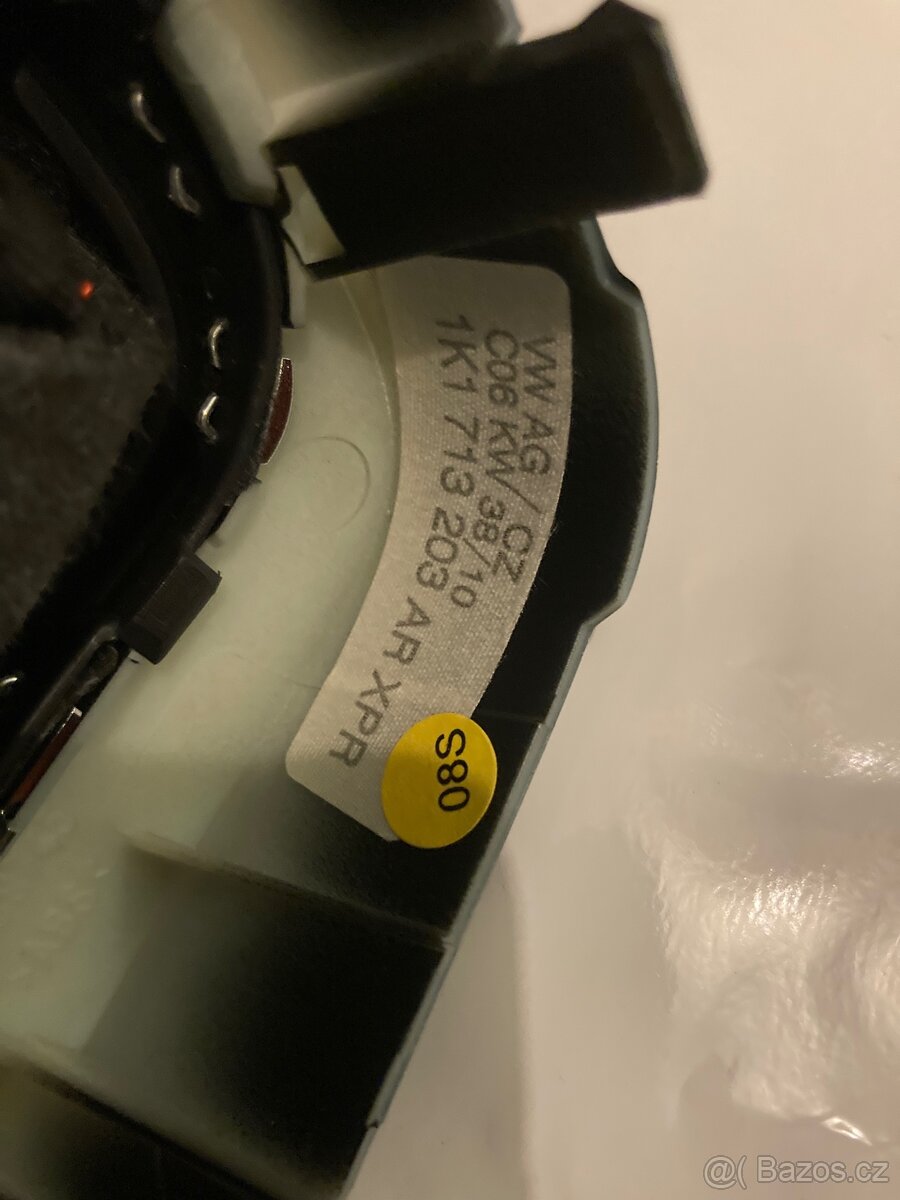 VW AG / CZ
C06 KW 38/10
1K1 713 203 AR XPR
S80
@( Bazos.cz